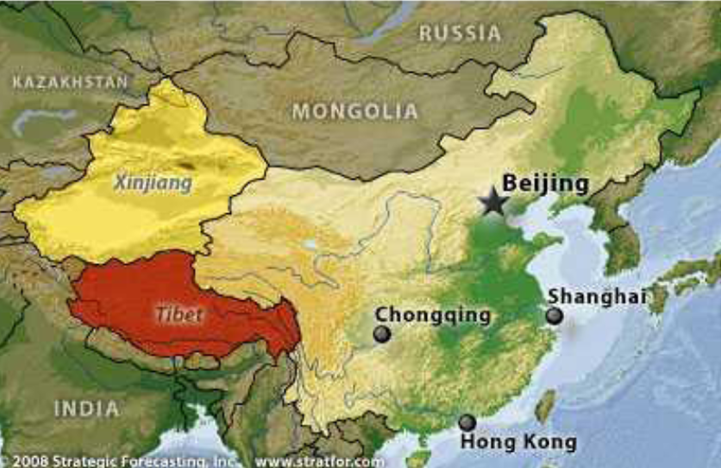 RUSSIA
KAZAKHSTAN
MONGOLIA
Xinjiang
Beijing
Tibet
Chongqing
Shanghai
INDIA
Hong Kong
© 2008 Strategic Forecasting, Inc. www.stratfor.com